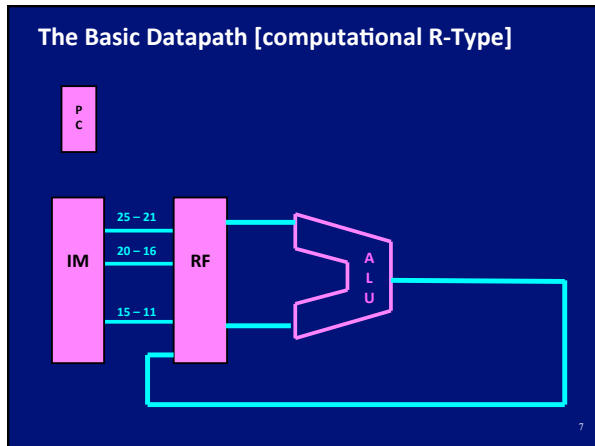 The Basic Datapath [computational R-Type]
P
C
25 – 21
20 – 16
15 – 11
IM
RF
A
L
U
7